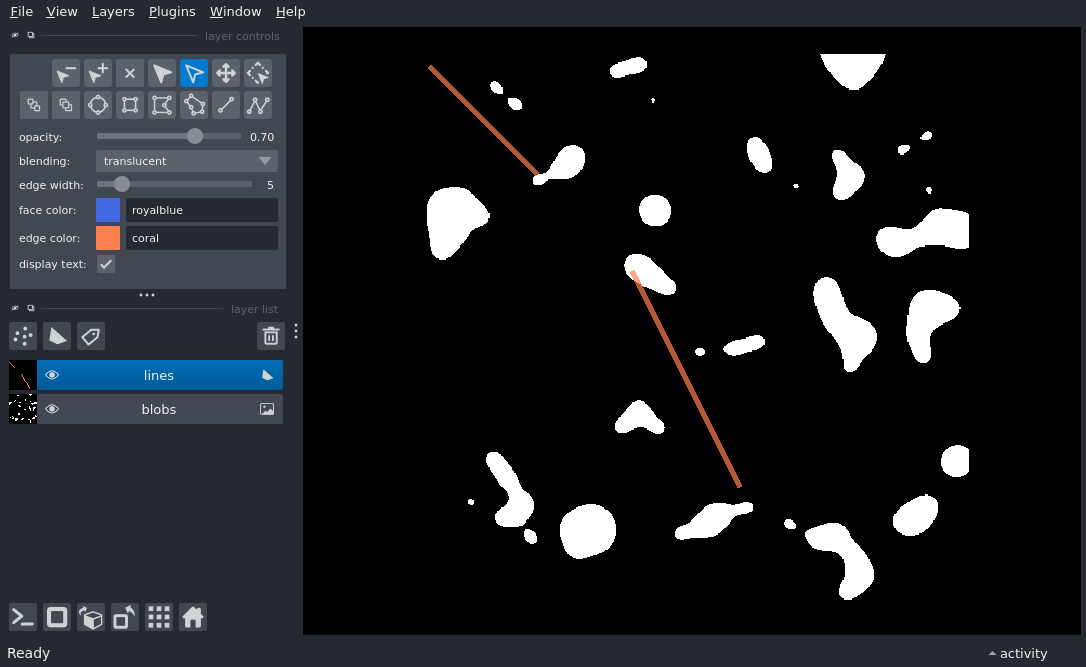 File View Layers Plugins Window Help
layer controls
opacity: 0.70
blending: translucent
edge width: 5
face color: royalblue
edge color: coral
display text:
layer list
lines
blobs
Ready
activity